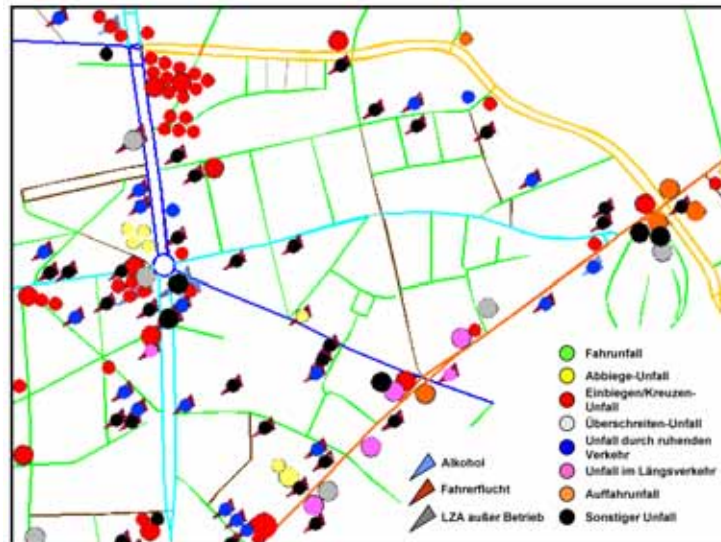 Fahrunfall
Abbiege-Unfall
Einbiegen/Kreuzen-
Unfall
Überschreiten-Unfall
Unfall durch ruhenden
Verkehr
Unfall im Längsverkehr
Auffahrunfall
Sonstiger Unfall
Alkohol
Fahrerflucht
LZA außer Betrieb